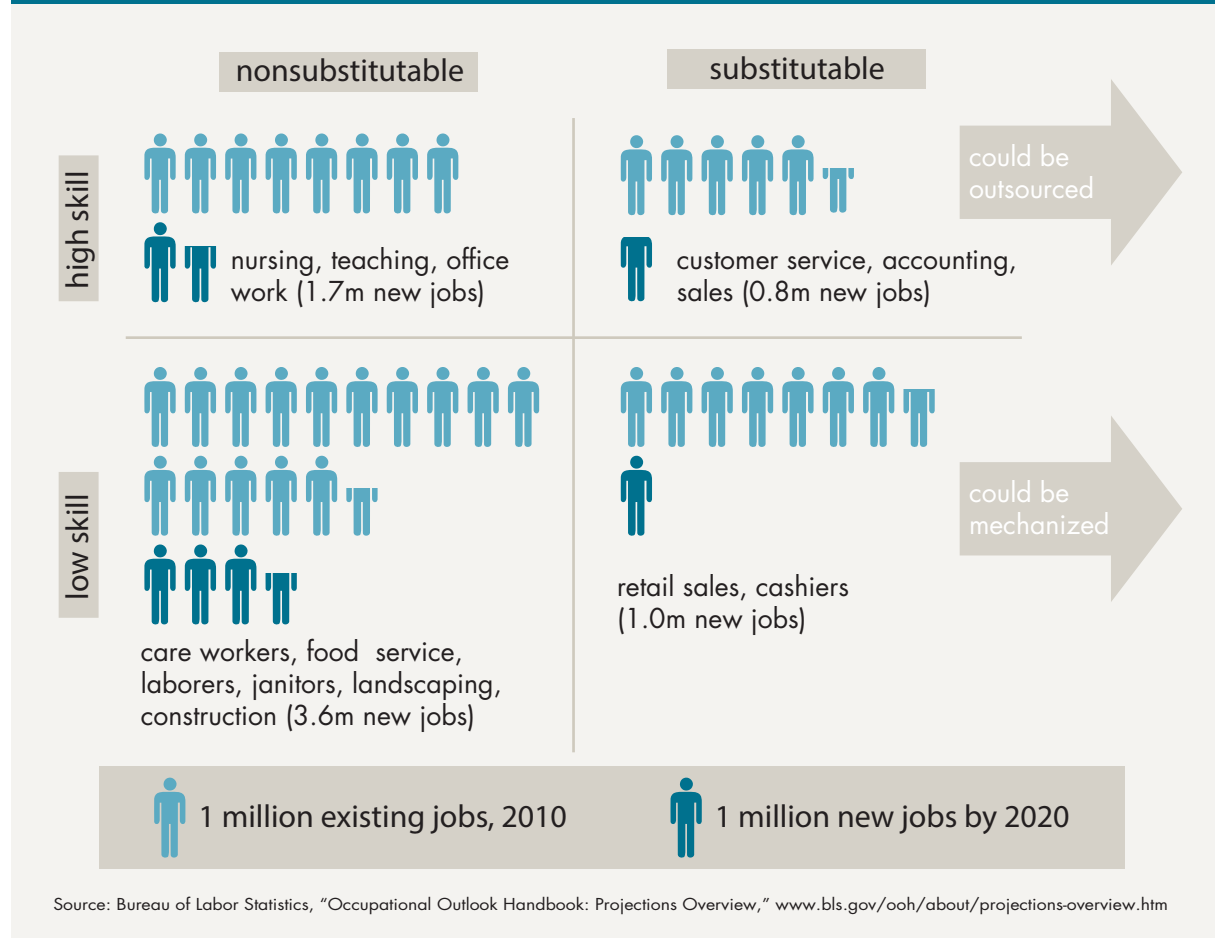 nonsubstitutable
substitutable
high skill
could be
outsourced
nursing, teaching, office
work (1.7m new jobs)
customer service, accounting,
sales (0.8m new jobs)
low skill
could be
mechanized
retail sales, cashiers
(1.0m new jobs)
care workers, food  service,
laborers, janitors, landscaping,
construction (3.6m new jobs)
1 million existing jobs, 2010
1 million new jobs by 2020
Source: Bureau of Labor Statistics, “Occupational Outlook Handbook: Projections Overview,” www.bls.gov/ooh/about/projections-overview.htm